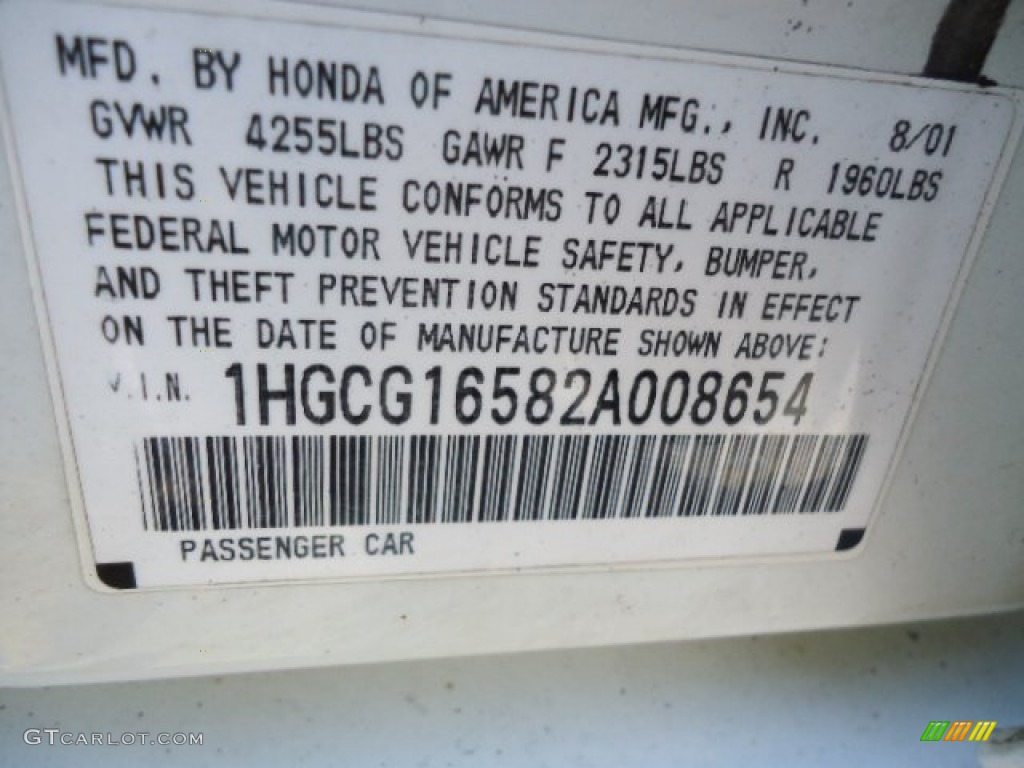 MFD. BY HONDA OF AMERICA MFG., INC. 8/01
GVWR 4255LBS GAWR F 2315LBS R 1960LBS
THIS VEHICLE CONFORMS TO ALL APPLICABLE
FEDERAL MOTOR VEHICLE SAFETY, BUMPER,
AND THEFT PREVENTION STANDARDS IN EFFECT
ON THE DATE OF MANUFACTURE SHOWN ABOVE:
V.I.N. 1HGCG16582A008654
PASSENGER CAR
GTCARLOT.COM